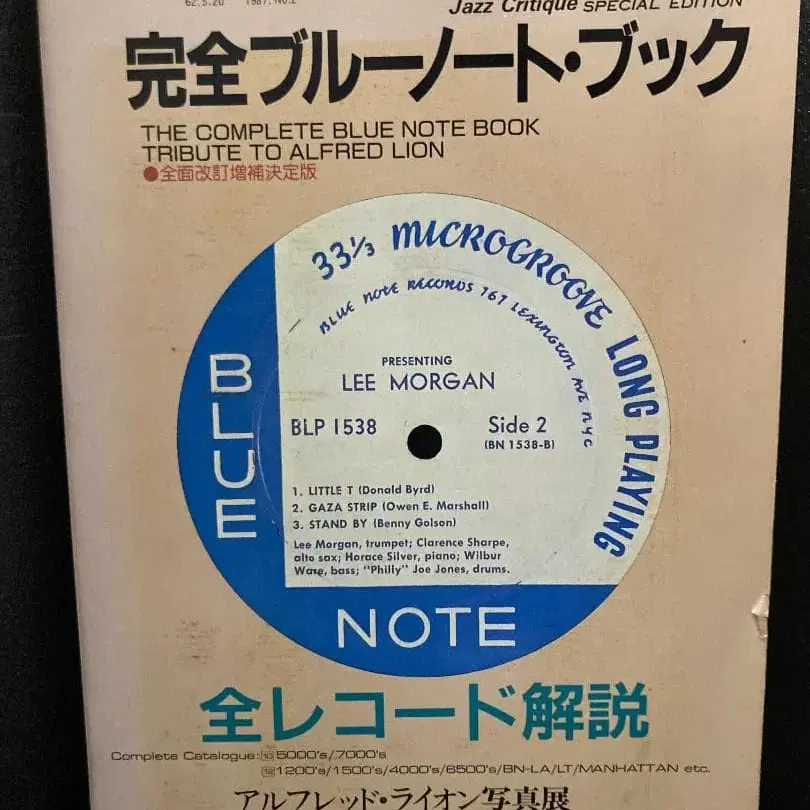 62.5.20 1987. No.2
Jazz Critique SPECIAL EDITION
完全ブルーノート・ブック
THE COMPLETE BLUE NOTE BOOK
TRIBUTE TO ALFRED LION
●全面改訂増補決定版
33⅓ MICROGROOVE LONG PLAYING
BLUE NOTE RECORDS 767 LEXINGTON AVE NYC
PRESENTING
LEE MORGAN
BLP 1538 Side 2
(BN 1538-B)
1. LITTLE T (Donald Byrd)
2. GAZA STRIP (Owen E. Marshall)
3. STAND BY (Benny Golson)
Lee Morgan, trumpet; Clarence Sharpe,
alto sax; Horace Silver, piano; Wilbur
Ware, bass; "Philly" Joe Jones, drums.
BLUE
NOTE
全レコード解説
Complete Catalogue: 10 5000's/7000's
12 1200's/1500's/4000's/6500's/BN-LA/LT/MANHATTAN etc.
アルフレッド・ライオン写真展